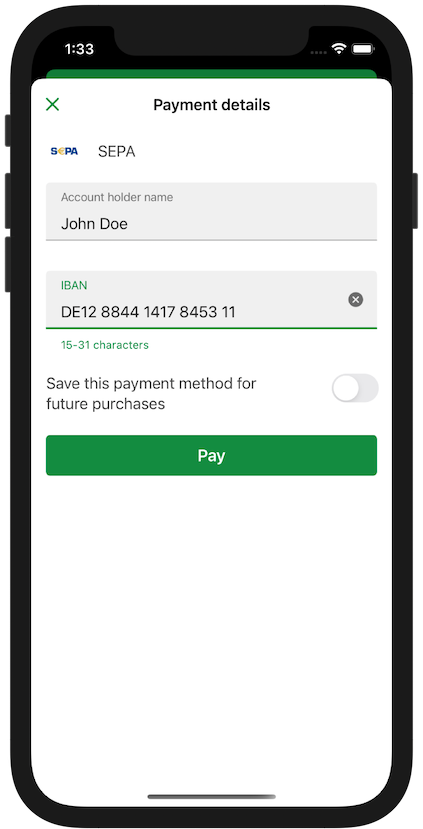 1:33
Payment details
SEPA SEPA
Account holder name
John Doe
IBAN
DE12 8844 1417 8453 11
15-31 characters
Save this payment method for
future purchases
Pay